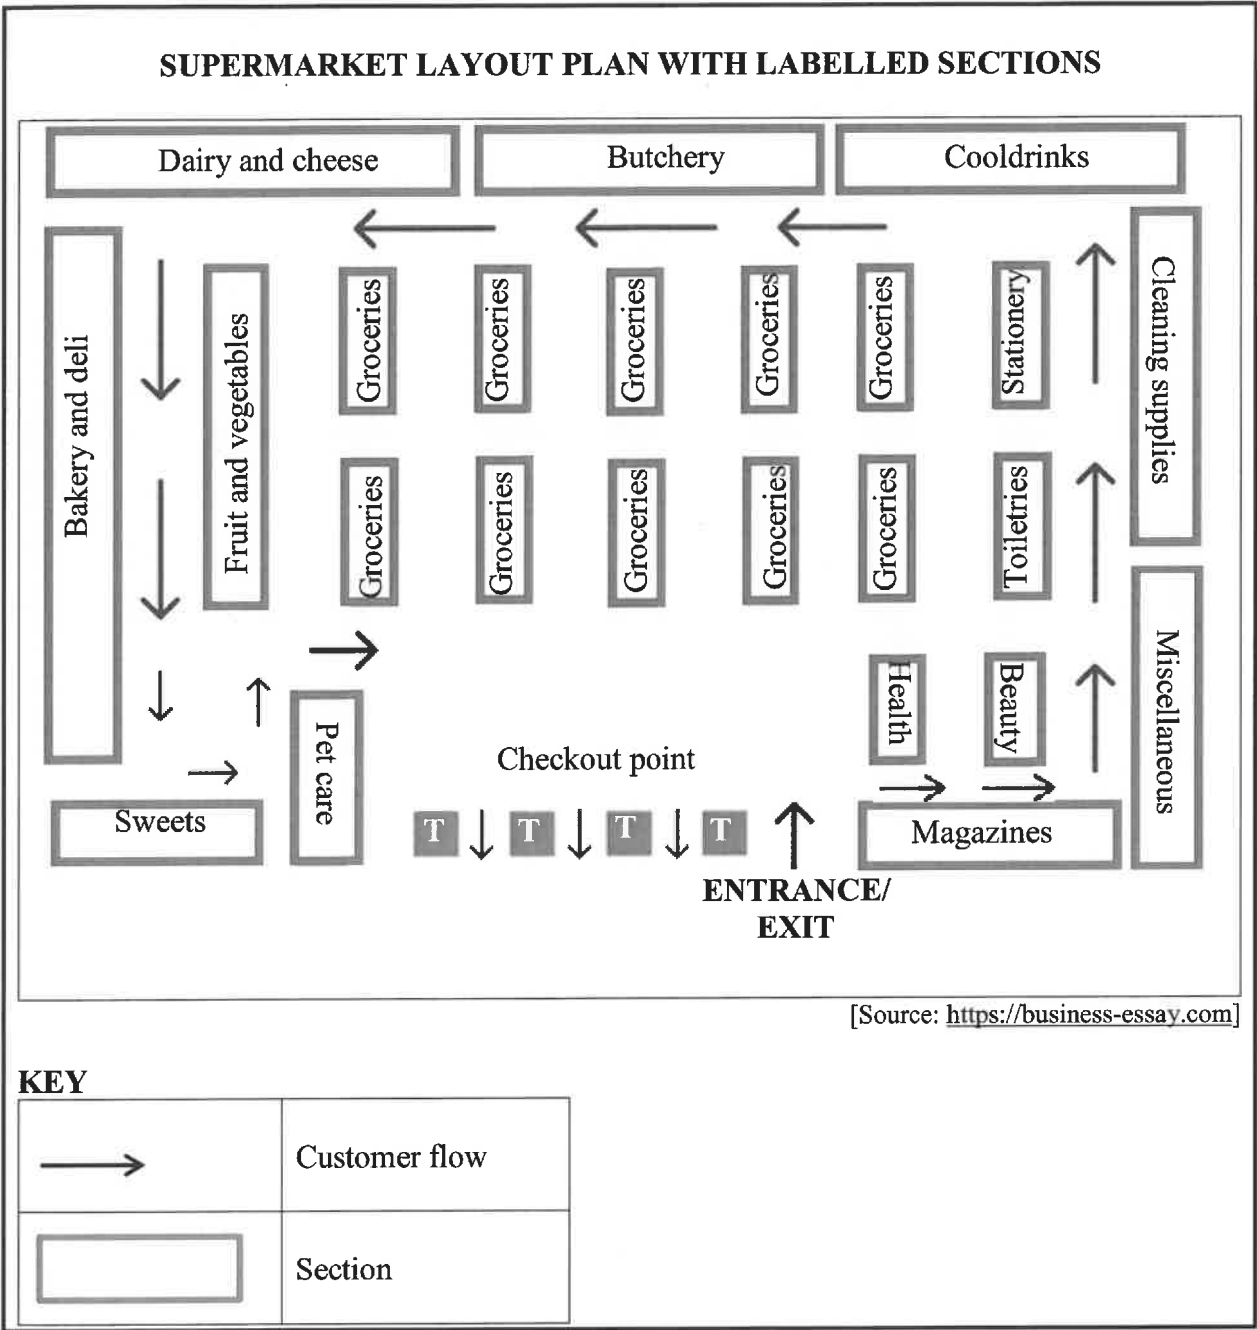 SUPERMARKET LAYOUT PLAN WITH LABELLED SECTIONS
Dairy and cheese
Butchery
Cooldrinks
Bakery and deli
Fruit and vegetables
Groceries
Groceries
Groceries
Groceries
Groceries
Stationery
Cleaning supplies
Groceries
Groceries
Groceries
Groceries
Groceries
Toiletries
Miscellaneous
Health
Beauty
Pet care
Checkout point
Sweets
T
T
T
T
Magazines
ENTRANCE/
EXIT
[Source: https://business-essay.com]
KEY
Customer flow
Section